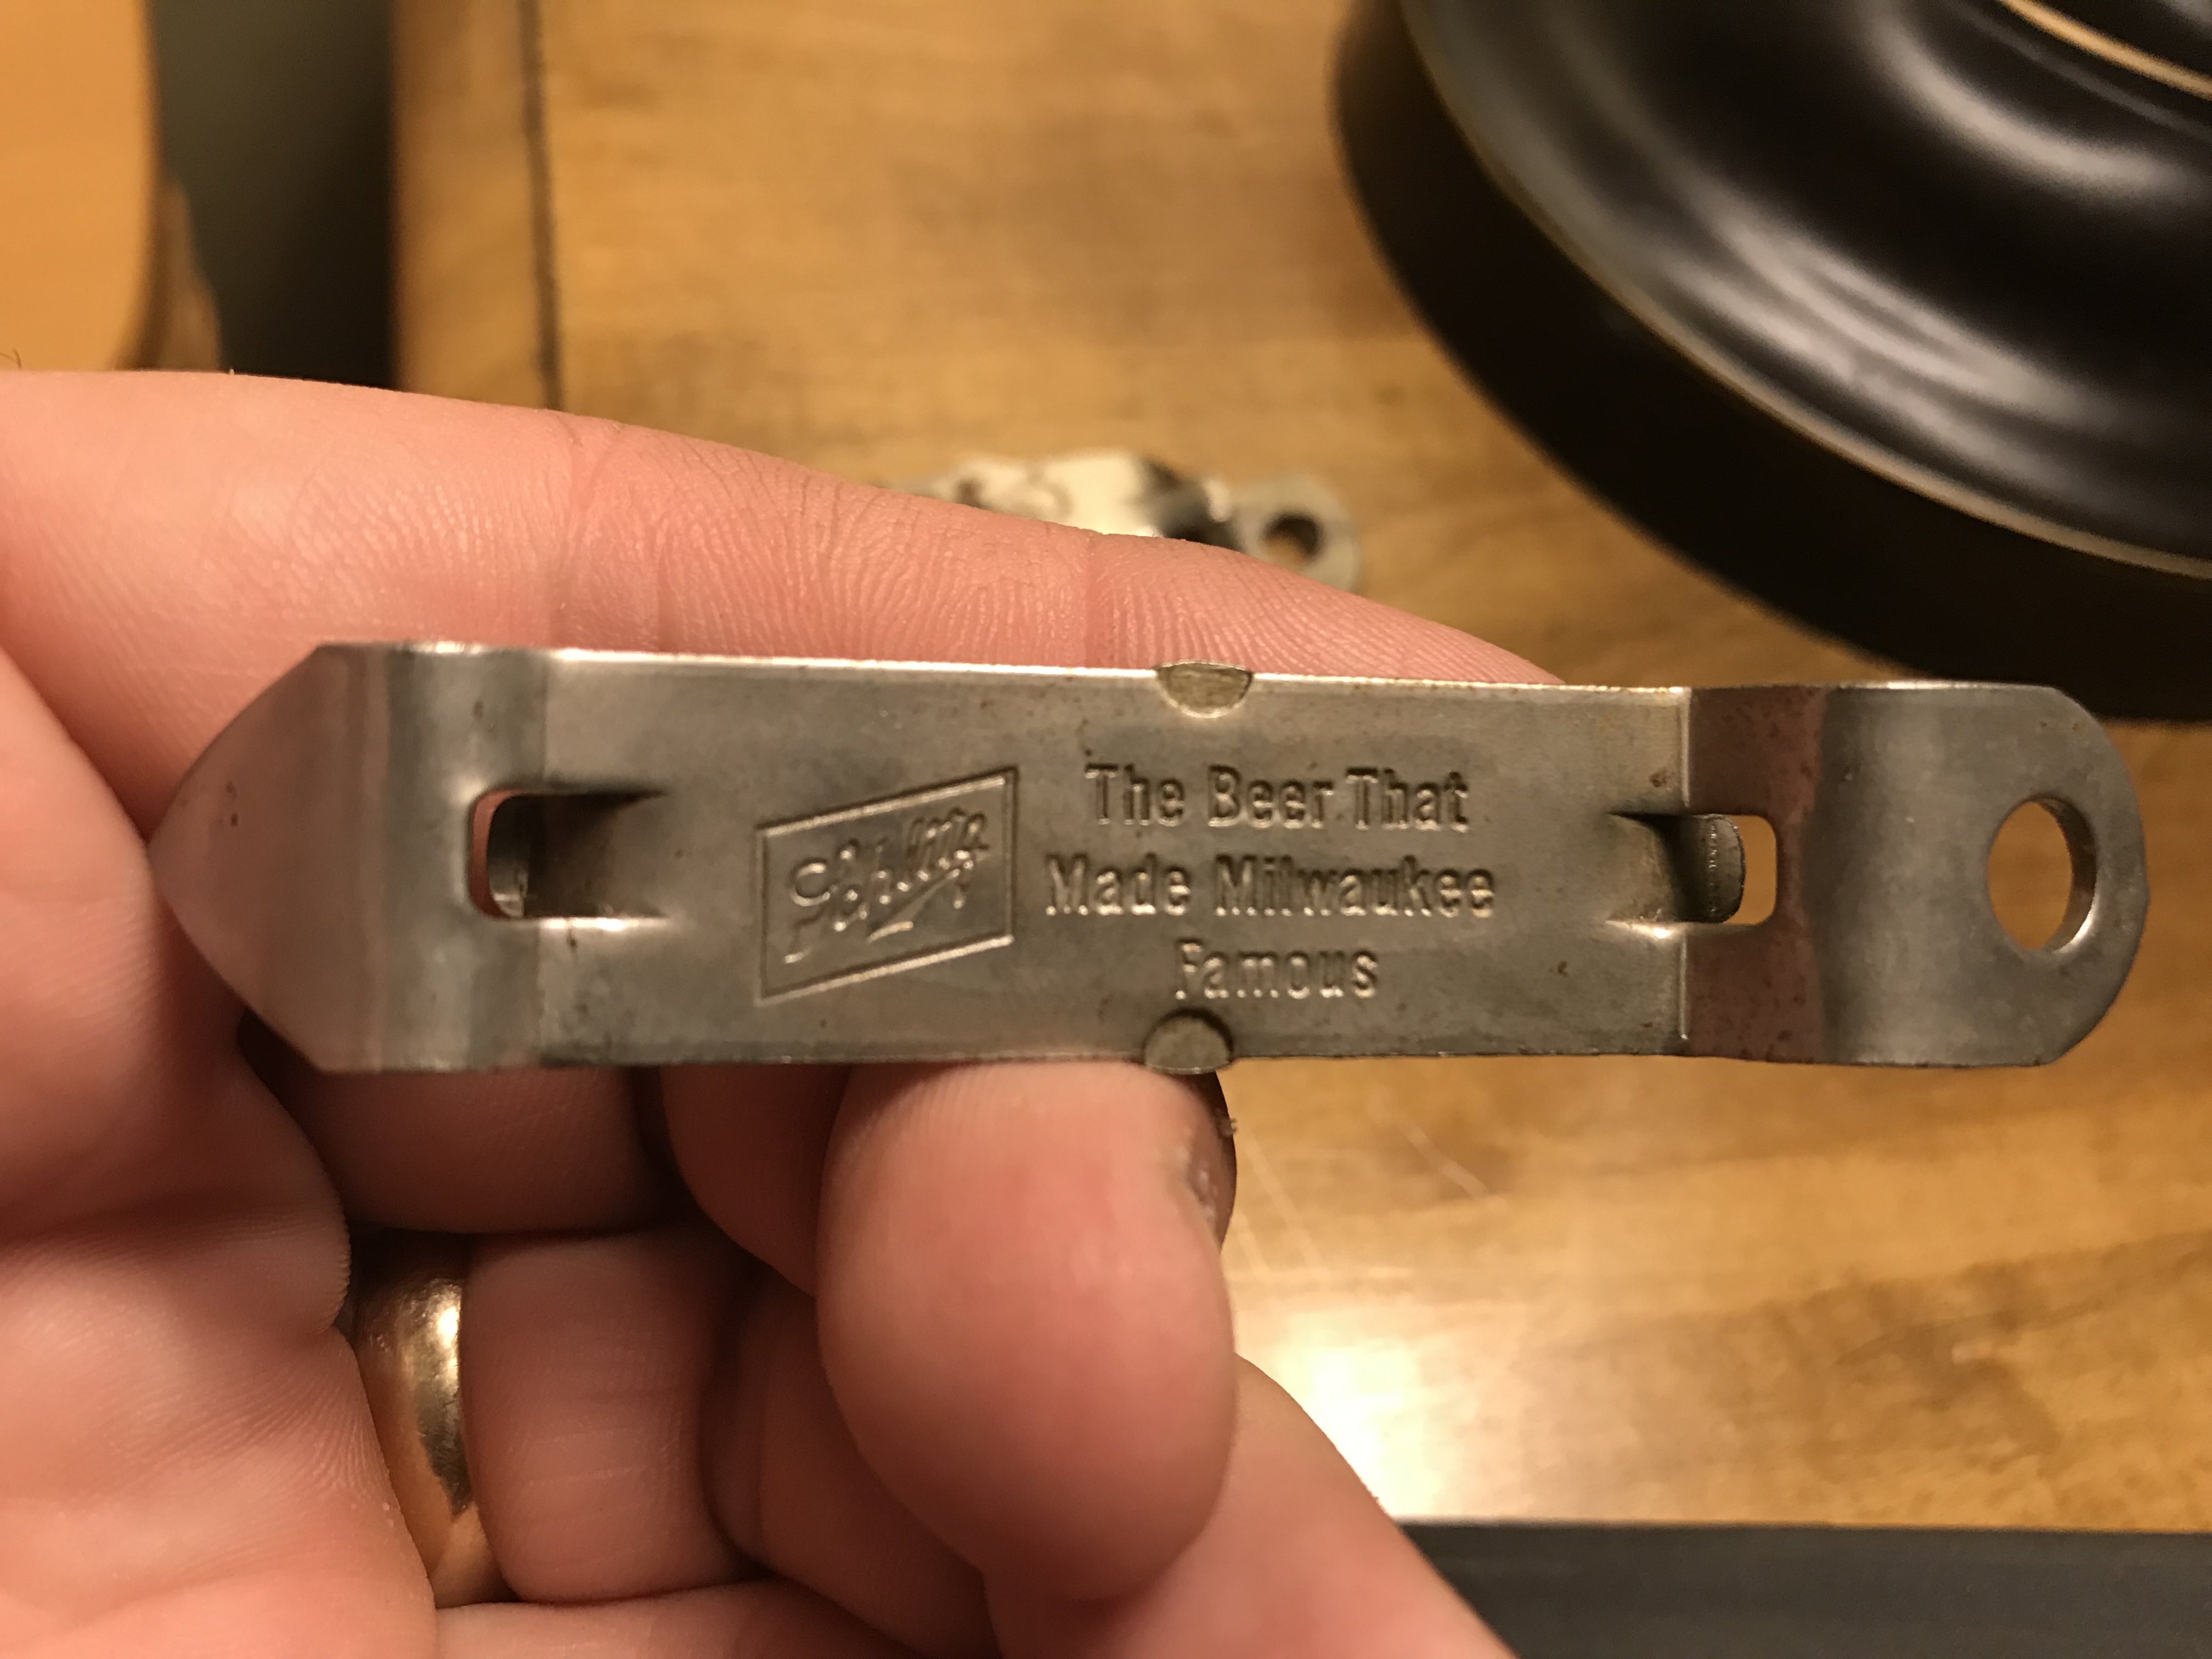 Schlitz
The Beer That
Made Milwaukee
Famous